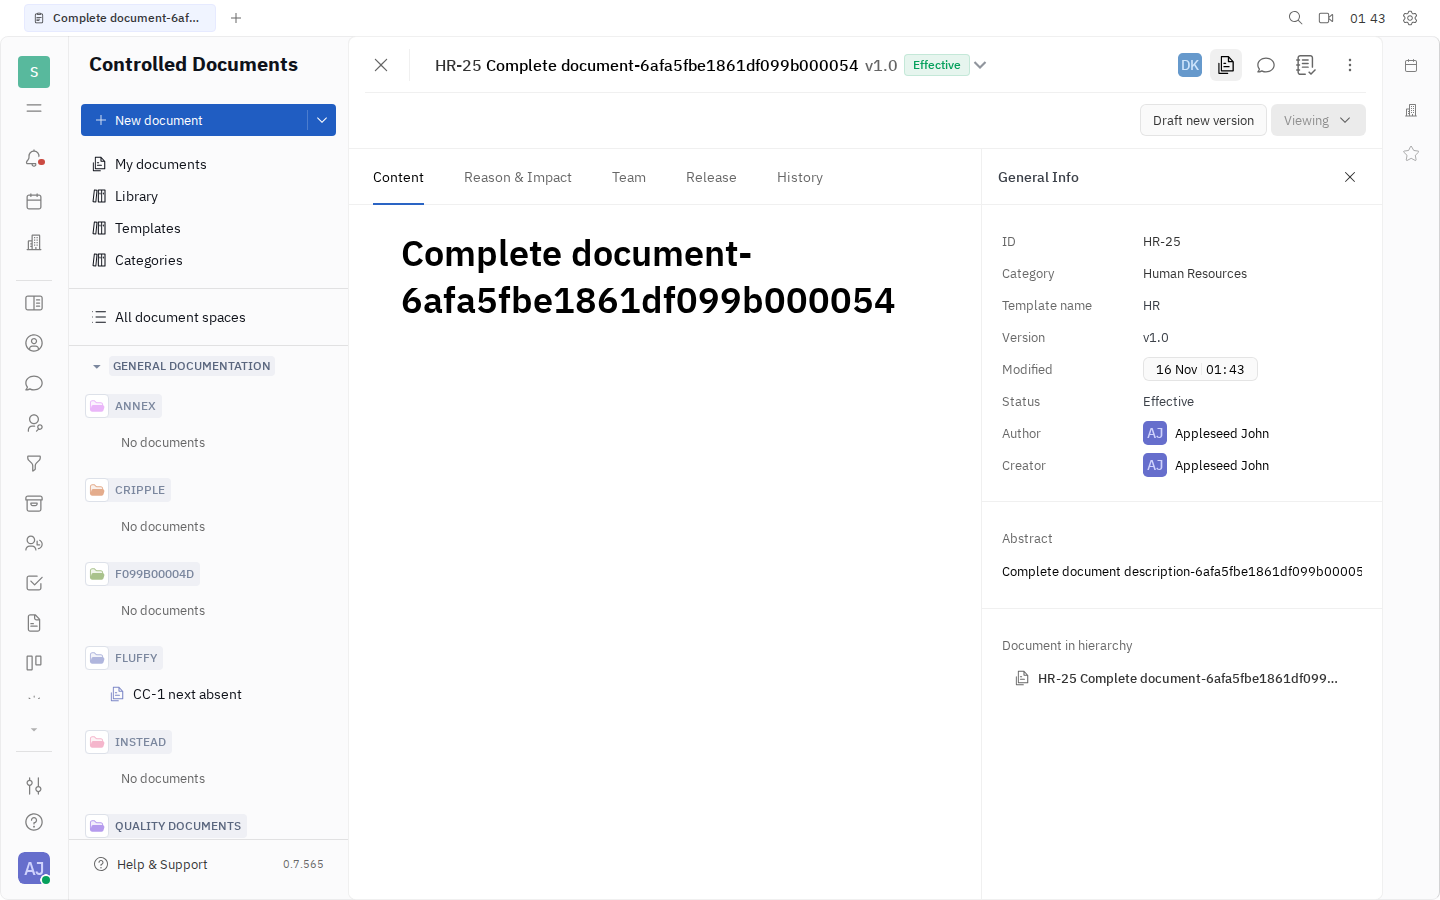 Complete document-6af...
01 43
S
Controlled Documents
New document
My documents
Library
Templates
Categories
All document spaces
GENERAL DOCUMENTATION
ANNEX
No documents
CRIPPLE
No documents
F099B00004D
No documents
FLUFFY
CC-1 next absent
INSTEAD
No documents
QUALITY DOCUMENTS
Help & Support
0.7.565
AJ
HR-25 Complete document-6afa5fbe1861df099b000054 v1.0 Effective
DK
Draft new version
Viewing
Content
Reason & Impact
Team
Release
History
Complete document-
6afa5fbe1861df099b000054
General Info
ID HR-25
Category Human Resources
Template name HR
Version v1.0
Modified 16 Nov 01:43
Status Effective
Author AJ Appleseed John
Creator AJ Appleseed John
Abstract
Complete document description-6afa5fbe1861df099b00005
Document in hierarchy
HR-25 Complete document-6afa5fbe1861df099...